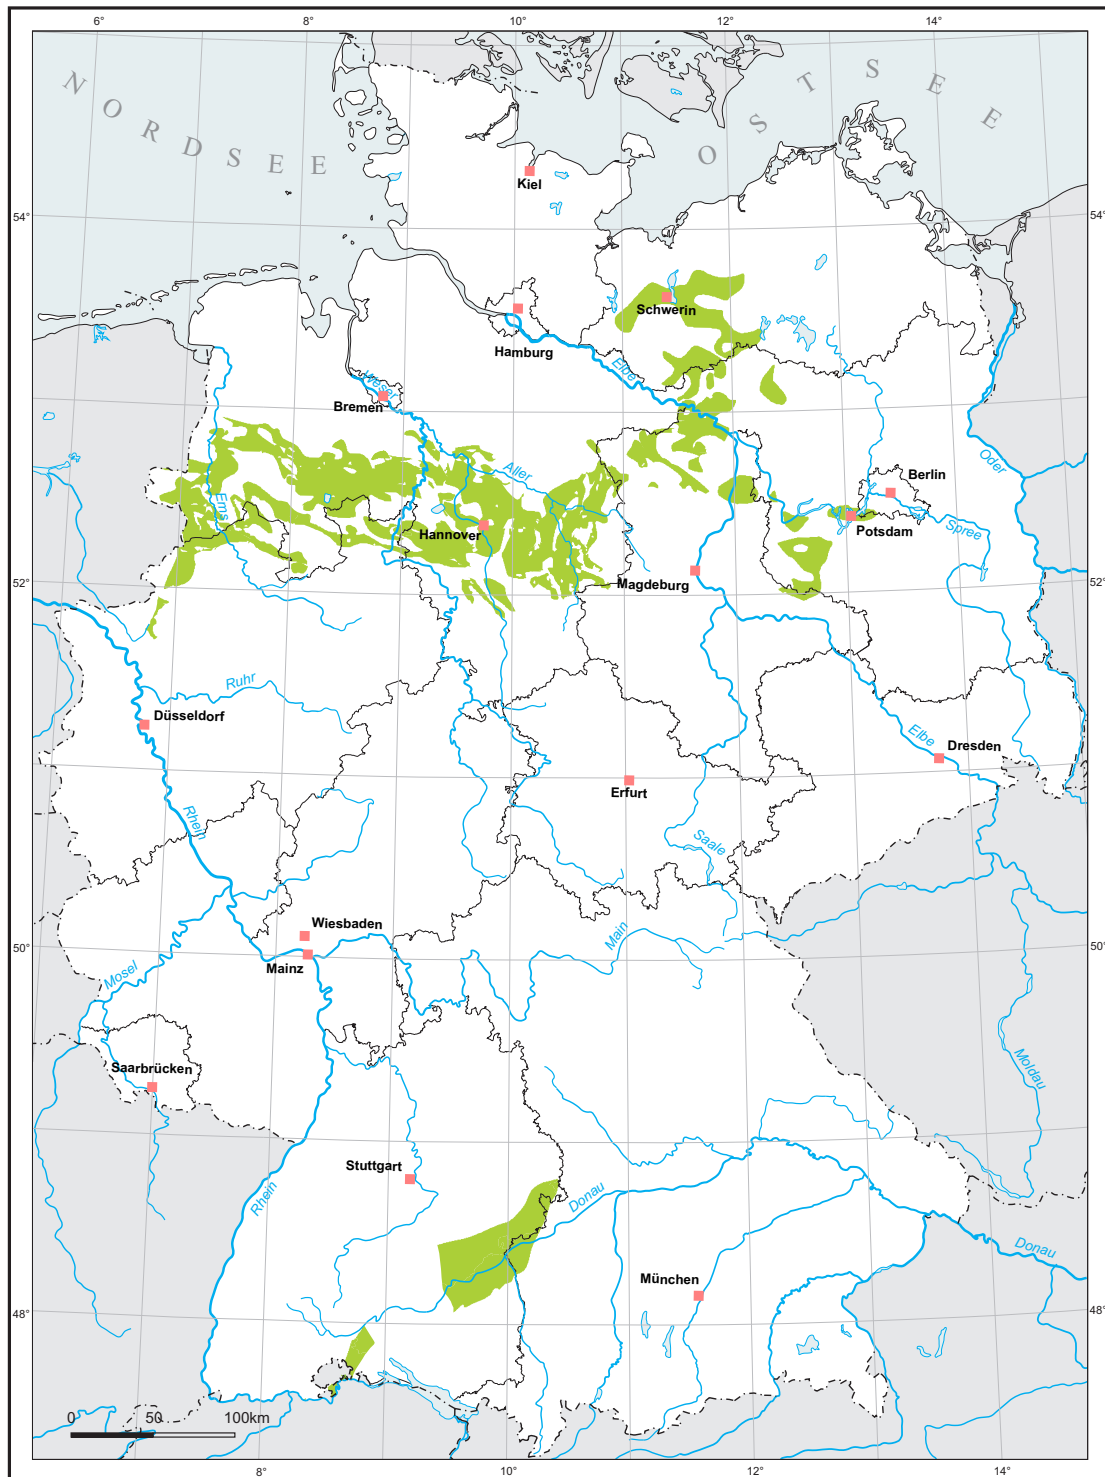 6° 8° 10° 12° 14°
NORDSEE
OSTSEE
Kiel
54° 54°
Schwerin
Hamburg
Elbe
Weser
Bremen
Aller
Ems
Hannover
Berlin
Oder
Potsdam
Spree
Magdeburg
52° 52°
Ruhr
Düsseldorf
Elbe
Dresden
Erfurt
Rhein
Saale
Wiesbaden
Main
50° 50°
Mainz
Mosel
Saarbrücken
Moldau
Stuttgart
Rhein
Donau
Donau
München
48° 48°
0 50 100km
8° 10° 12° 14°